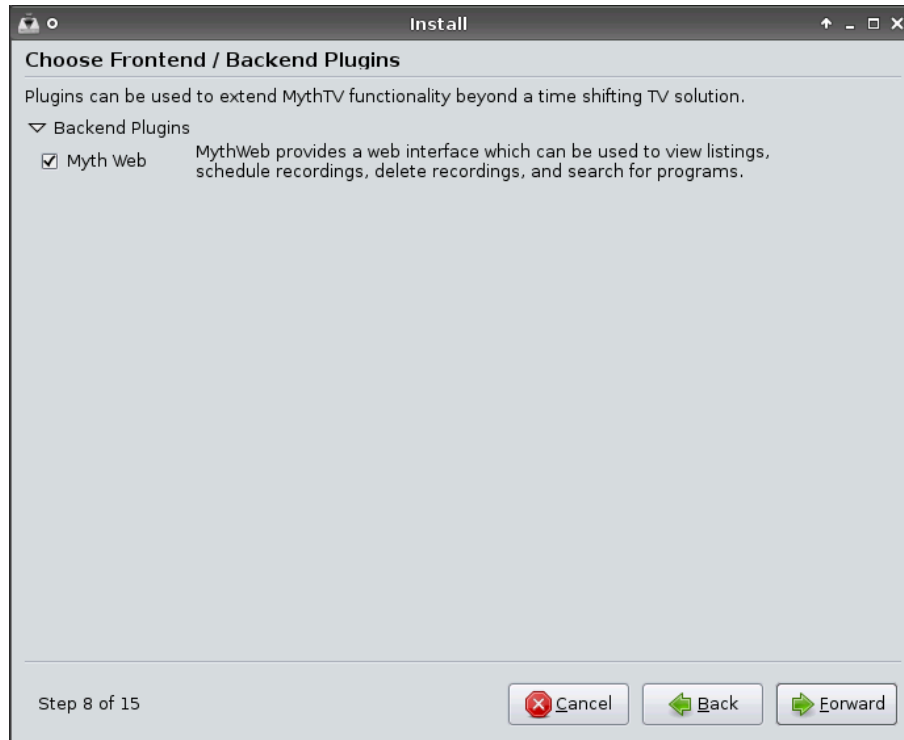 Install
Choose Frontend / Backend Plugins
Plugins can be used to extend MythTV functionality beyond a time shifting TV solution.
Backend Plugins
Myth Web
MythWeb provides a web interface which can be used to view listings,
schedule recordings, delete recordings, and search for programs.
Step 8 of 15
Cancel
Back
Forward